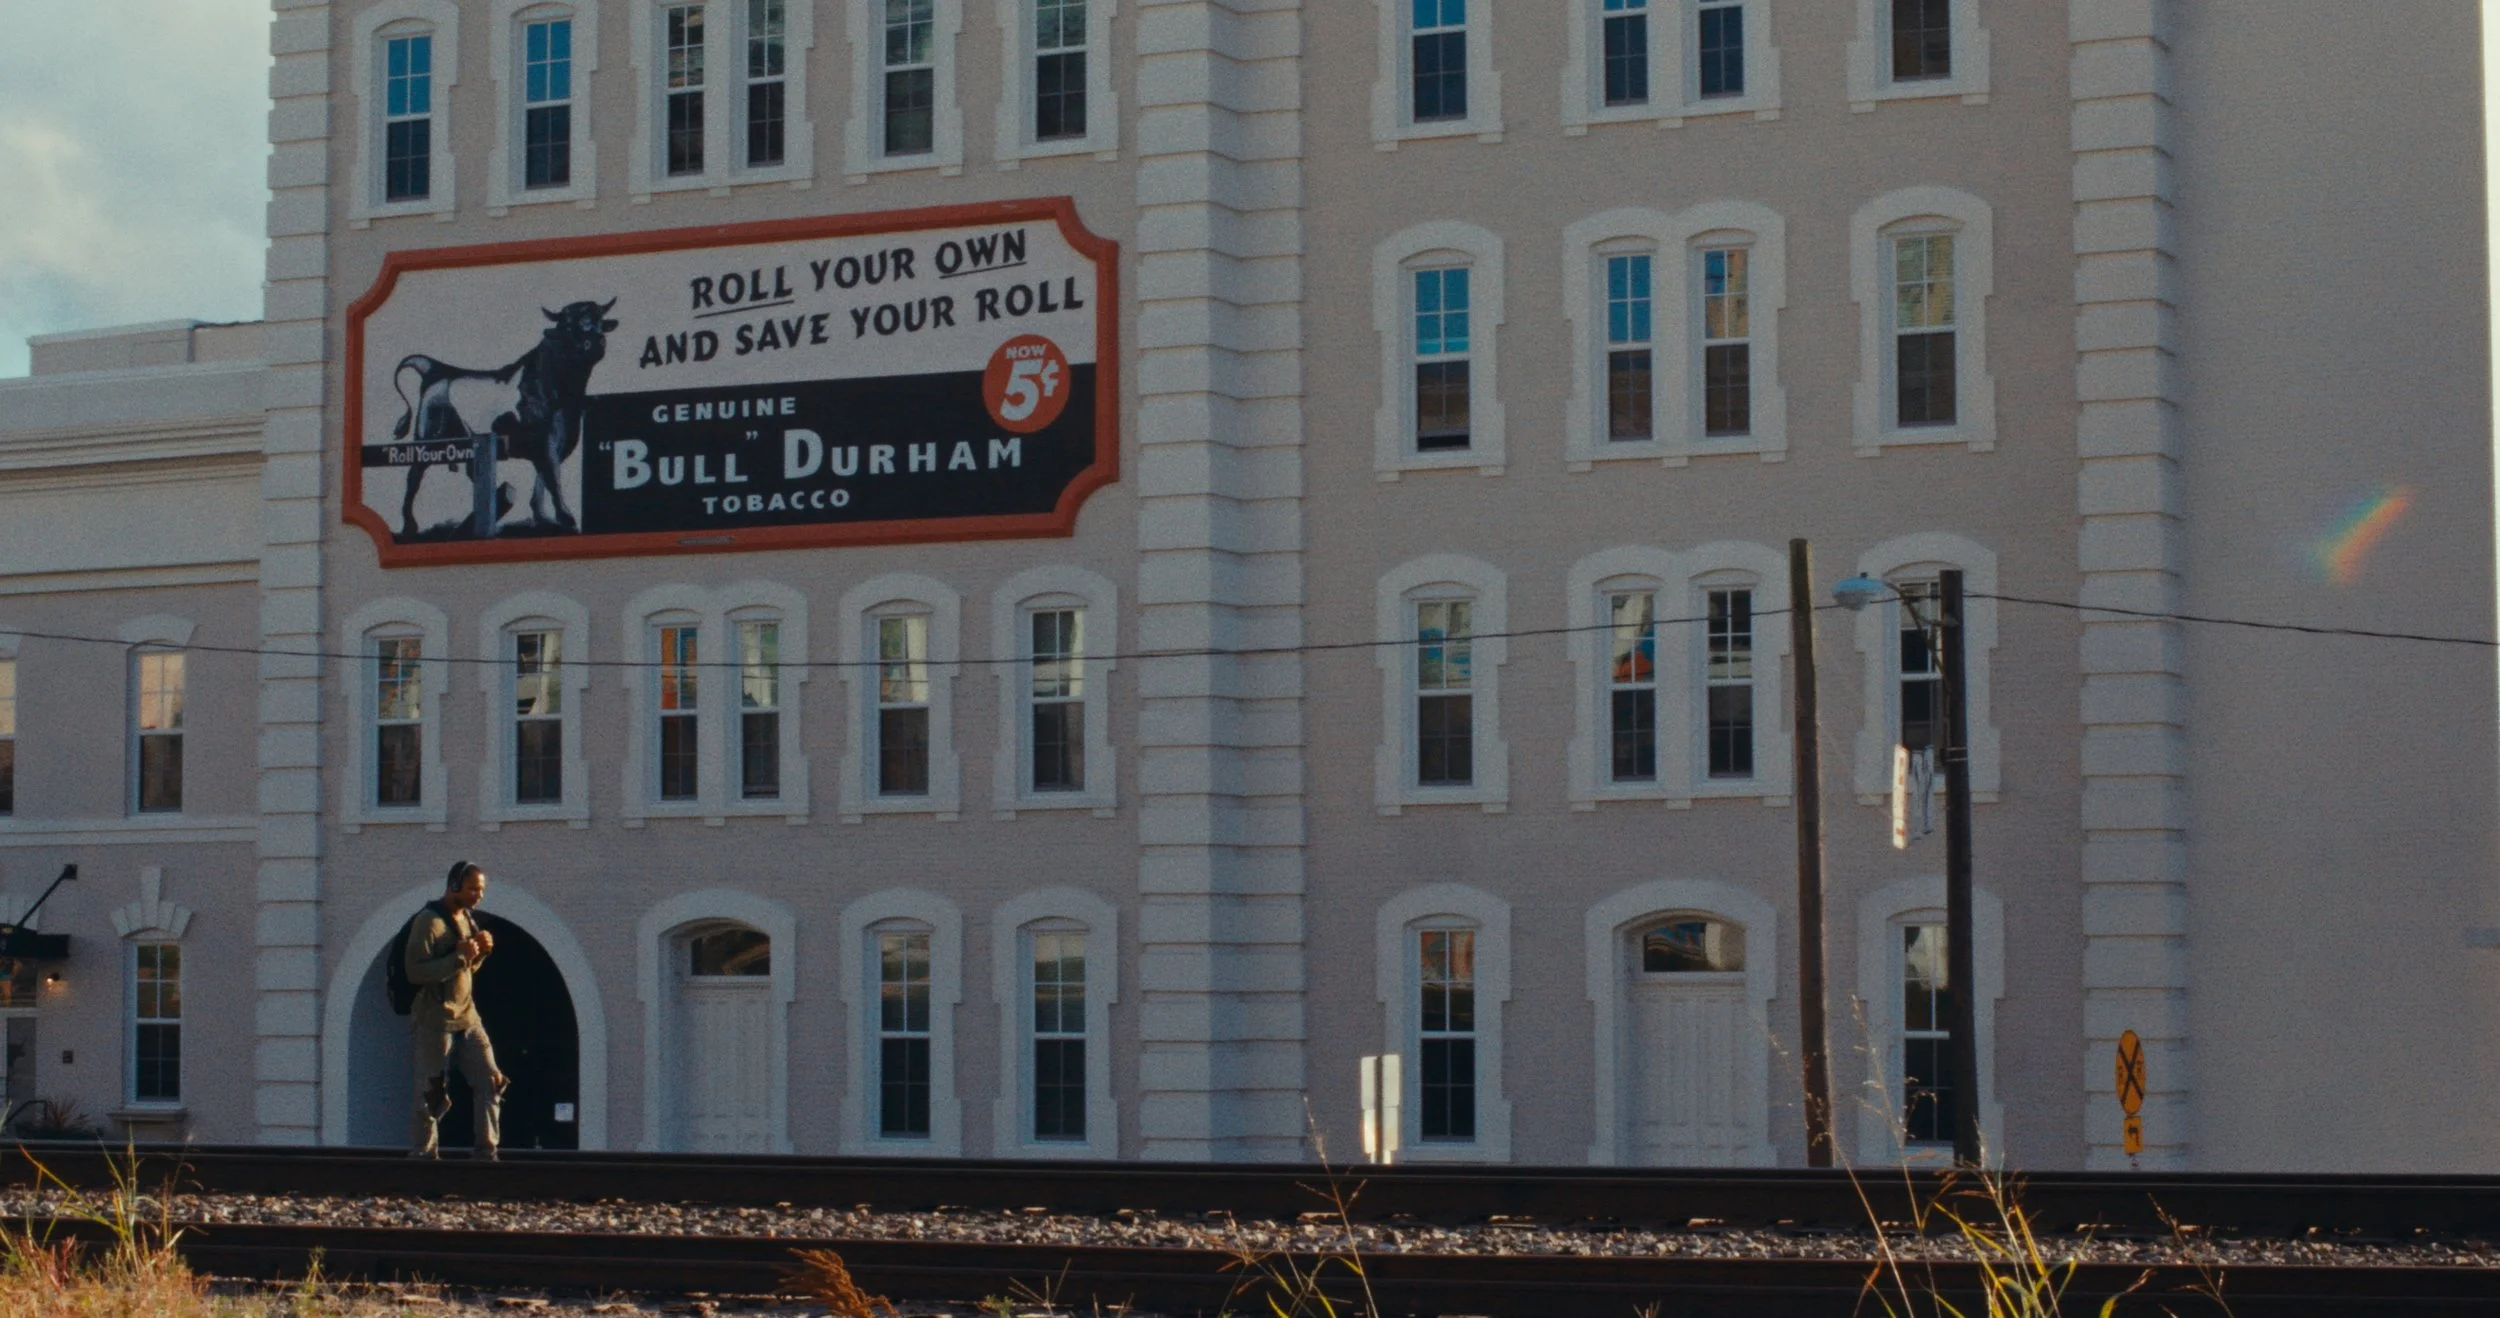 ROLL YOUR OWN
AND SAVE YOUR ROLL
NOW
5¢
GENUINE
"BULL" DURHAM
TOBACCO
"Roll Your Own"
R R